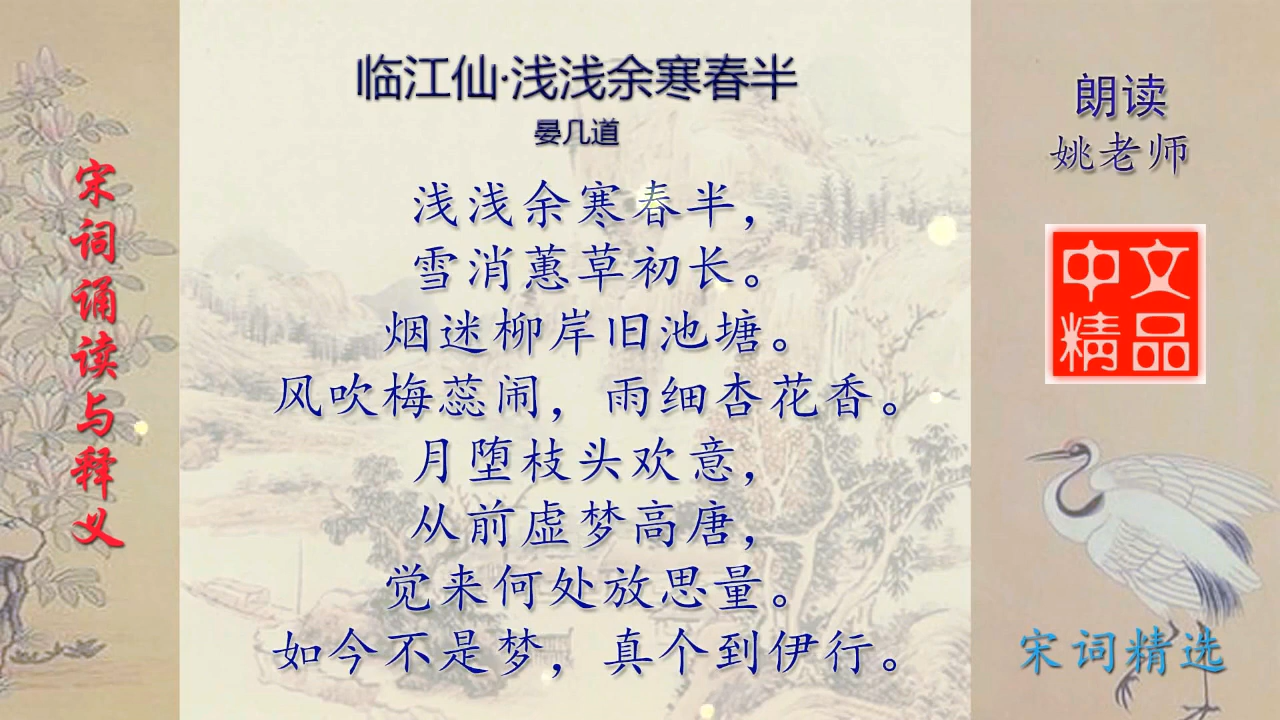 临江仙·浅浅余寒春半
晏几道
浅浅余寒春半，
雪消蕙草初长。
烟迷柳岸旧池塘。
风吹梅蕊闹，雨细杏花香。
月堕枝头欢意，
从前虚梦高唐，
觉来何处放思量。
如今不是梦，真个到伊行。
宋词诵读与释义
朗读
姚老师
中文
精品
宋词精选